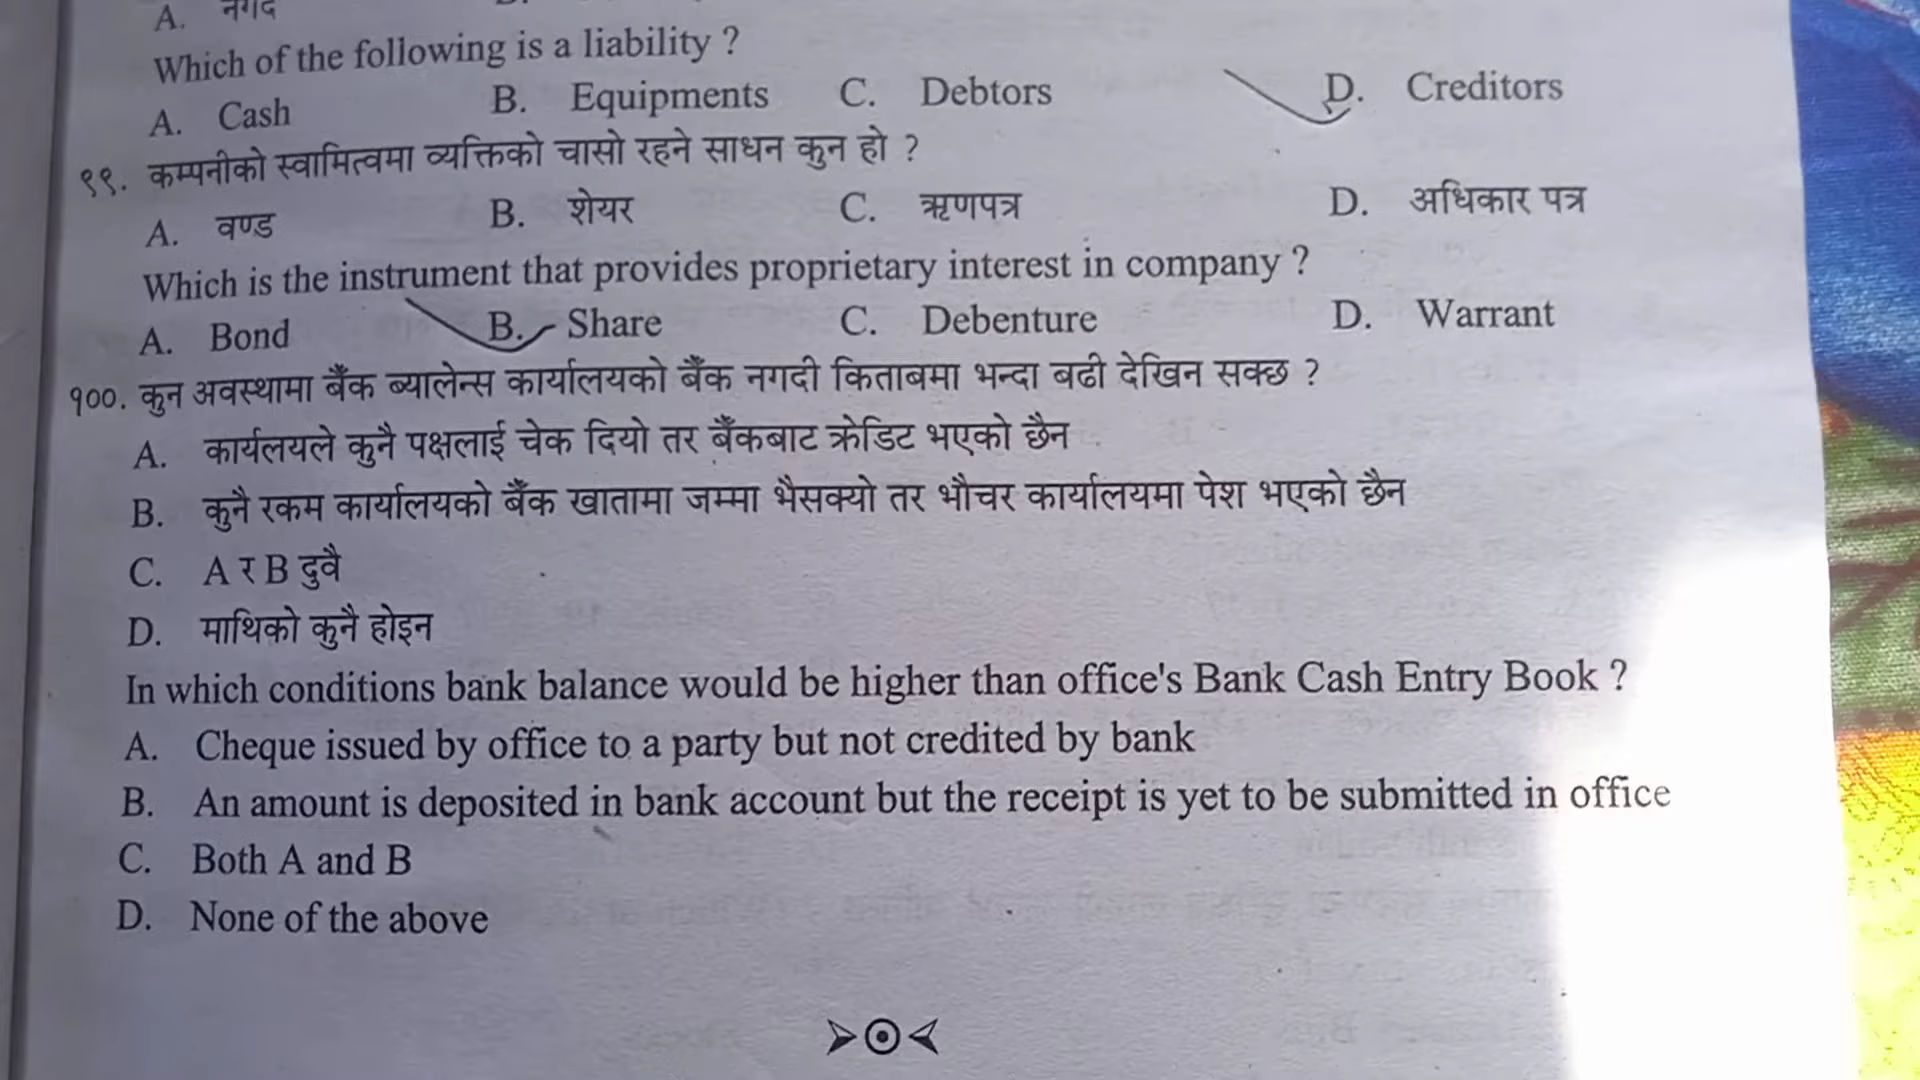 A. नगद
Which of the following is a liability ?
A. Cash B. Equipments C. Debtors D. Creditors
९९. कम्पनीको स्वामित्वमा व्यक्तिको चासो रहने साधन कुन हो ?
A. वण्ड B. शेयर C. ऋणपत्र D. अधिकार पत्र
Which is the instrument that provides proprietary interest in company ?
A. Bond B. Share C. Debenture D. Warrant
१००. कुन अवस्थामा बैंक ब्यालेन्स कार्यालयको बैंक नगदी किताबमा भन्दा बढी देखिन सक्छ ?
A. कार्यलयले कुनै पक्षलाई चेक दियो तर बैंकबाट क्रेडिट भएको छैन
B. कुनै रकम कार्यालयको बैंक खातामा जम्मा भैसक्यो तर भौचर कार्यालयमा पेश भएको छैन
C. A र B दुवै
D. माथिको कुनै होइन
In which conditions bank balance would be higher than office's Bank Cash Entry Book ?
A. Cheque issued by office to a party but not credited by bank
B. An amount is deposited in bank account but the receipt is yet to be submitted in office
C. Both A and B
D. None of the above